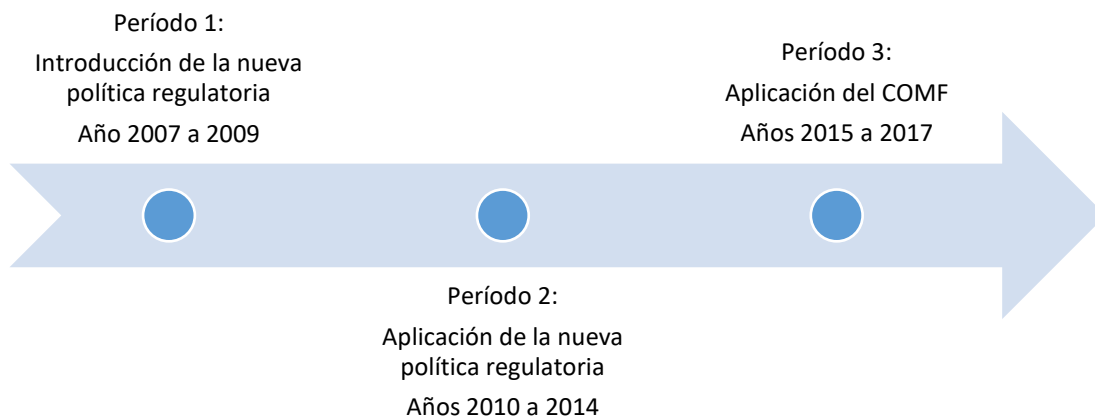 Período 1:
Introducción de la nueva
política regulatoria
Año 2007 a 2009
Período 2:
Aplicación de la nueva
política regulatoria
Años 2010 a 2014
Período 3:
Aplicación del COMF
Años 2015 a 2017